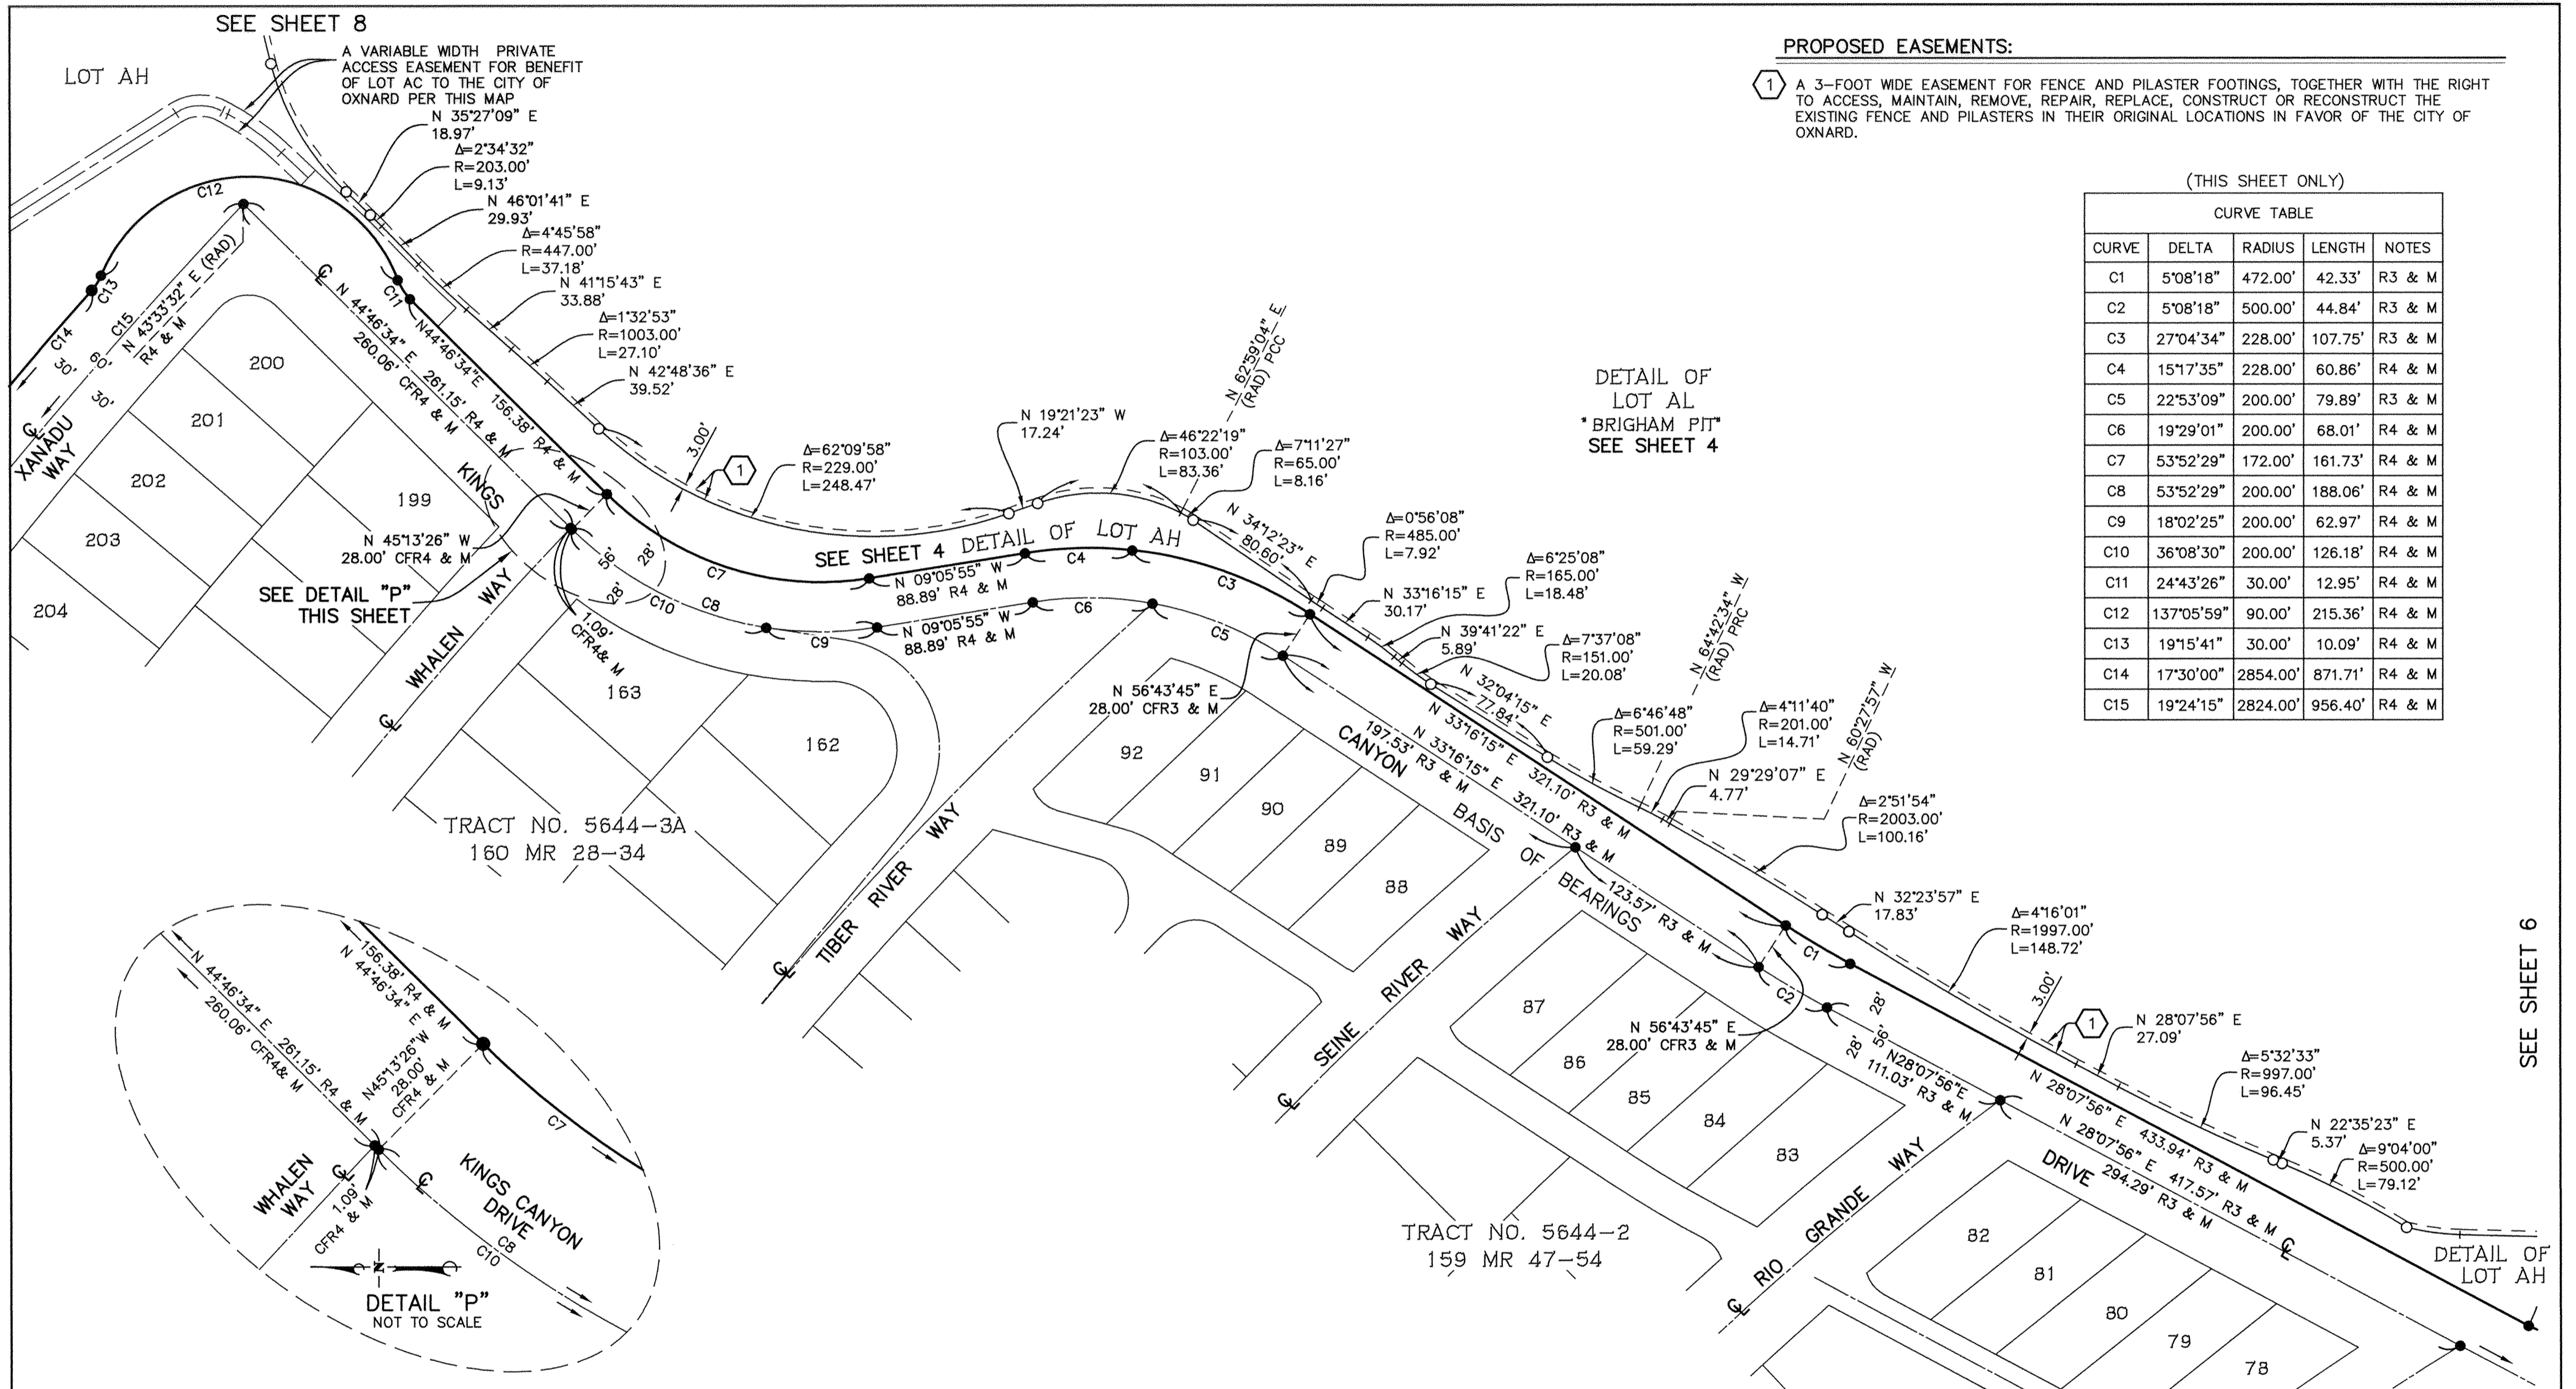 SEE SHEET 8
LOT AH
A VARIABLE WIDTH PRIVATE
ACCESS EASEMENT FOR BENEFIT
OF LOT AC TO THE CITY OF
OXNARD PER THIS MAP
N 35°27'09" E
18.97'
Δ=2°34'32"
R=203.00'
L=9.13'
N 46°01'41" E
29.93'
Δ=4°45'58"
R=447.00'
L=37.18'
N 41°15'43" E
33.88'
Δ=1°32'53"
R=1003.00'
L=27.10'
N 42°48'36" E
39.52'
PROPOSED EASEMENTS:
1
A 3-FOOT WIDE EASEMENT FOR FENCE AND PILASTER FOOTINGS, TOGETHER WITH THE RIGHT
TO ACCESS, MAINTAIN, REMOVE, REPAIR, REPLACE, CONSTRUCT OR RECONSTRUCT THE
EXISTING FENCE AND PILASTERS IN THEIR ORIGINAL LOCATIONS IN FAVOR OF THE CITY OF
OXNARD.
(THIS SHEET ONLY)
CURVE TABLE
CURVE DELTA RADIUS LENGTH NOTES
C1 5°08'18" 472.00' 42.33' R3 & M
C2 5°08'18" 500.00' 44.84' R3 & M
C3 27°04'34" 228.00' 107.75' R3 & M
C4 15°17'35" 228.00' 60.86' R4 & M
C5 22°53'09" 200.00' 79.89' R3 & M
C6 19°29'01" 200.00' 68.01' R4 & M
C7 53°52'29" 172.00' 161.73' R4 & M
C8 53°52'29" 200.00' 188.06' R4 & M
C9 18°02'25" 200.00' 62.97' R4 & M
C10 36°08'30" 200.00' 126.18' R4 & M
C11 24°43'26" 30.00' 12.95' R4 & M
C12 137°05'59" 90.00' 215.36' R4 & M
C13 19°15'41" 30.00' 10.09' R4 & M
C14 17°30'00" 2854.00' 871.71' R4 & M
C15 19°24'15" 2824.00' 956.40' R4 & M
C12
C13
C14
C15
N 43°33'32" E (RAD)
R4 & M
30'
60'
30'
XANADU
WAY
C11
N 44°46'34" E 261.15' R4 & M
260.06' CFR4 & M
N44°46'34"E 156.38' R4 & M
KINGS
200
201
202
203
204
199
N 45°13'26" W
28.00' CFR4 & M
SEE DETAIL "P"
THIS SHEET
WHALEN WAY
56'
28'
28'
1.09'
CFR4& M
163
162
3.00'
1
Δ=62°09'58"
R=229.00'
L=248.47'
C7
C10
C8
C9
SEE SHEET 4 DETAIL OF LOT AH
N 09°05'55" W
88.89' R4 & M
N 09°05'55" W
88.89' R4 & M
C4
C6
C3
C5
N 19°21'23" W
17.24'
Δ=46°22'19"
R=103.00'
L=83.36'
N 62°59'04" E
(RAD) PCC
Δ=7°11'27"
R=65.00'
L=8.16'
N 34°12'23" E
80.60'
DETAIL OF
LOT AL
"BRIGHAM PIT"
SEE SHEET 4
Δ=0°56'08"
R=485.00'
L=7.92'
N 33°16'15" E
30.17'
Δ=6°25'08"
R=165.00'
L=18.48'
N 39°41'22" E
5.89'
Δ=7°37'08"
R=151.00'
L=20.08'
N 32°04'15" E
77.84'
Δ=6°46'48"
R=501.00'
L=59.29'
N 64°42'34" W
(RAD) PRC
Δ=4°11'40"
R=201.00'
L=14.71'
N 29°29'07" E
4.77'
N 60°27'57" W
(RAD)
Δ=2°51'54"
R=2003.00'
L=100.16'
N 32°23'57" E
17.83'
Δ=4°16'01"
R=1997.00'
L=148.72'
3.00'
1
N 28°07'56" E
27.09'
Δ=5°32'33"
R=997.00'
L=96.45'
N 22°35'23" E
5.37'
Δ=9°04'00"
R=500.00'
L=79.12'
SEE SHEET 6
DETAIL OF
LOT AH
N 56°43'45" E
28.00' CFR3 & M
N 33°16'15" E 321.10' R3 & M
N 33°16'15" E 321.10' R3 & M
197.53' R3 & M
CANYON
BASIS OF
BEARINGS
123.57' R3 & M
C1
C2
N 56°43'45" E
28.00' CFR3 & M
28'
56'
28'
N28°07'56"E
111.03' R3 & M
N 28°07'56" E 433.94' R3 & M
N 28°07'56" E 417.57' R3 & M
294.29' R3 & M
DRIVE
92
91
90
89
88
87
86
85
84
83
82
81
80
79
78
TIBER RIVER WAY
SEINE RIVER WAY
RIO GRANDE WAY
TRACT NO. 5644-3A
160 MR 28-34
TRACT NO. 5644-2
159 MR 47-54
156.38' R4 & M
N 44°46'34" E
N 44°46'34" E 261.15' R4 & M
260.06' CFR4& M
N45°13'26"W
28.00'
CFR4 & M
C7
WHALEN
WAY
1.09'
CFR4 & M
KINGS CANYON
DRIVE
C8
C10
N
DETAIL "P"
NOT TO SCALE